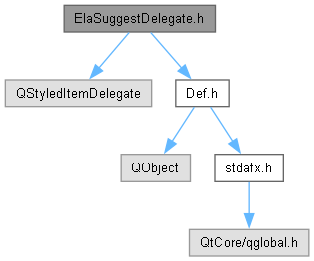 ElaSuggestDelegate.h
QStyledItemDelegate
Def.h
QObject
stdafx.h
QtCore/qglobal.h